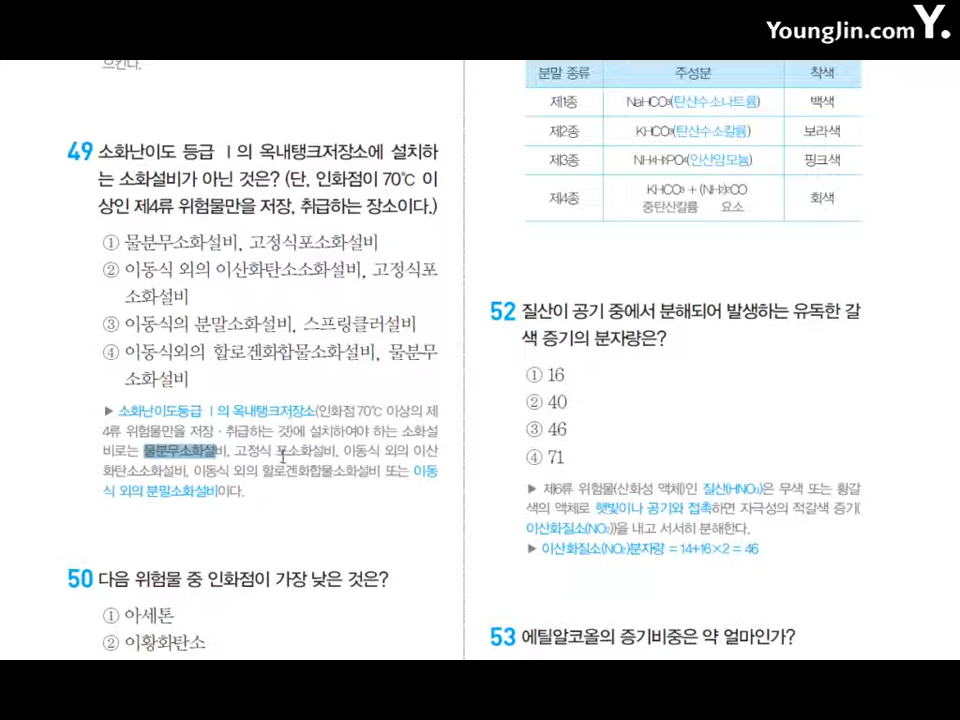 YoungJin.com Y.
으킨다.
49 소화난이도 등급 Ⅰ의 옥내탱크저장소에 설치하
는 소화설비가 아닌 것은? (단, 인화점이 70℃ 이
상인 제4류 위험물만을 저장, 취급하는 장소이다.)
① 물분무소화설비, 고정식포소화설비
② 이동식 외의 이산화탄소소화설비, 고정식포
소화설비
③ 이동식의 분말소화설비, 스프링클러설비
④ 이동식외의 할로겐화합물소화설비, 물분무
소화설비
▶ 소화난이도등급 Ⅰ의 옥내탱크저장소(인화점 70℃ 이상의 제
4류 위험물만을 저장·취급하는 것)에 설치하여야 하는 소화설
비로는 물분무소화설비, 고정식 포소화설비, 이동식 외의 이산
화탄소소화설비, 이동식 외의 할로겐화합물소화설비 또는 이동
식 외의 분말소화설비이다.
50 다음 위험물 중 인화점이 가장 낮은 것은?
① 아세톤
② 이황화탄소
분말 종류 주성분 착색
제1종 NaHCO₃(탄산수소나트륨) 백색
제2종 KHCO₃(탄산수소칼륨) 보라색
제3종 NH₄H₂PO₄(인산암모늄) 핑크색
제4종 KHCO₃ + (NH₂)₂CO 회색
중탄산칼륨 요소
52 질산이 공기 중에서 분해되어 발생하는 유독한 갈
색 증기의 분자량은?
① 16
② 40
③ 46
④ 71
▶ 제6류 위험물(산화성 액체)인 질산(HNO₃)은 무색 또는 황갈
색의 액체로 햇빛이나 공기와 접촉하면 자극성의 적갈색 증기(
이산화질소(NO₂))을 내고 서서히 분해한다.
▶ 이산화질소(NO₂)분자량 = 14+16×2 = 46
53 에틸알코올의 증기비중은 약 얼마인가?